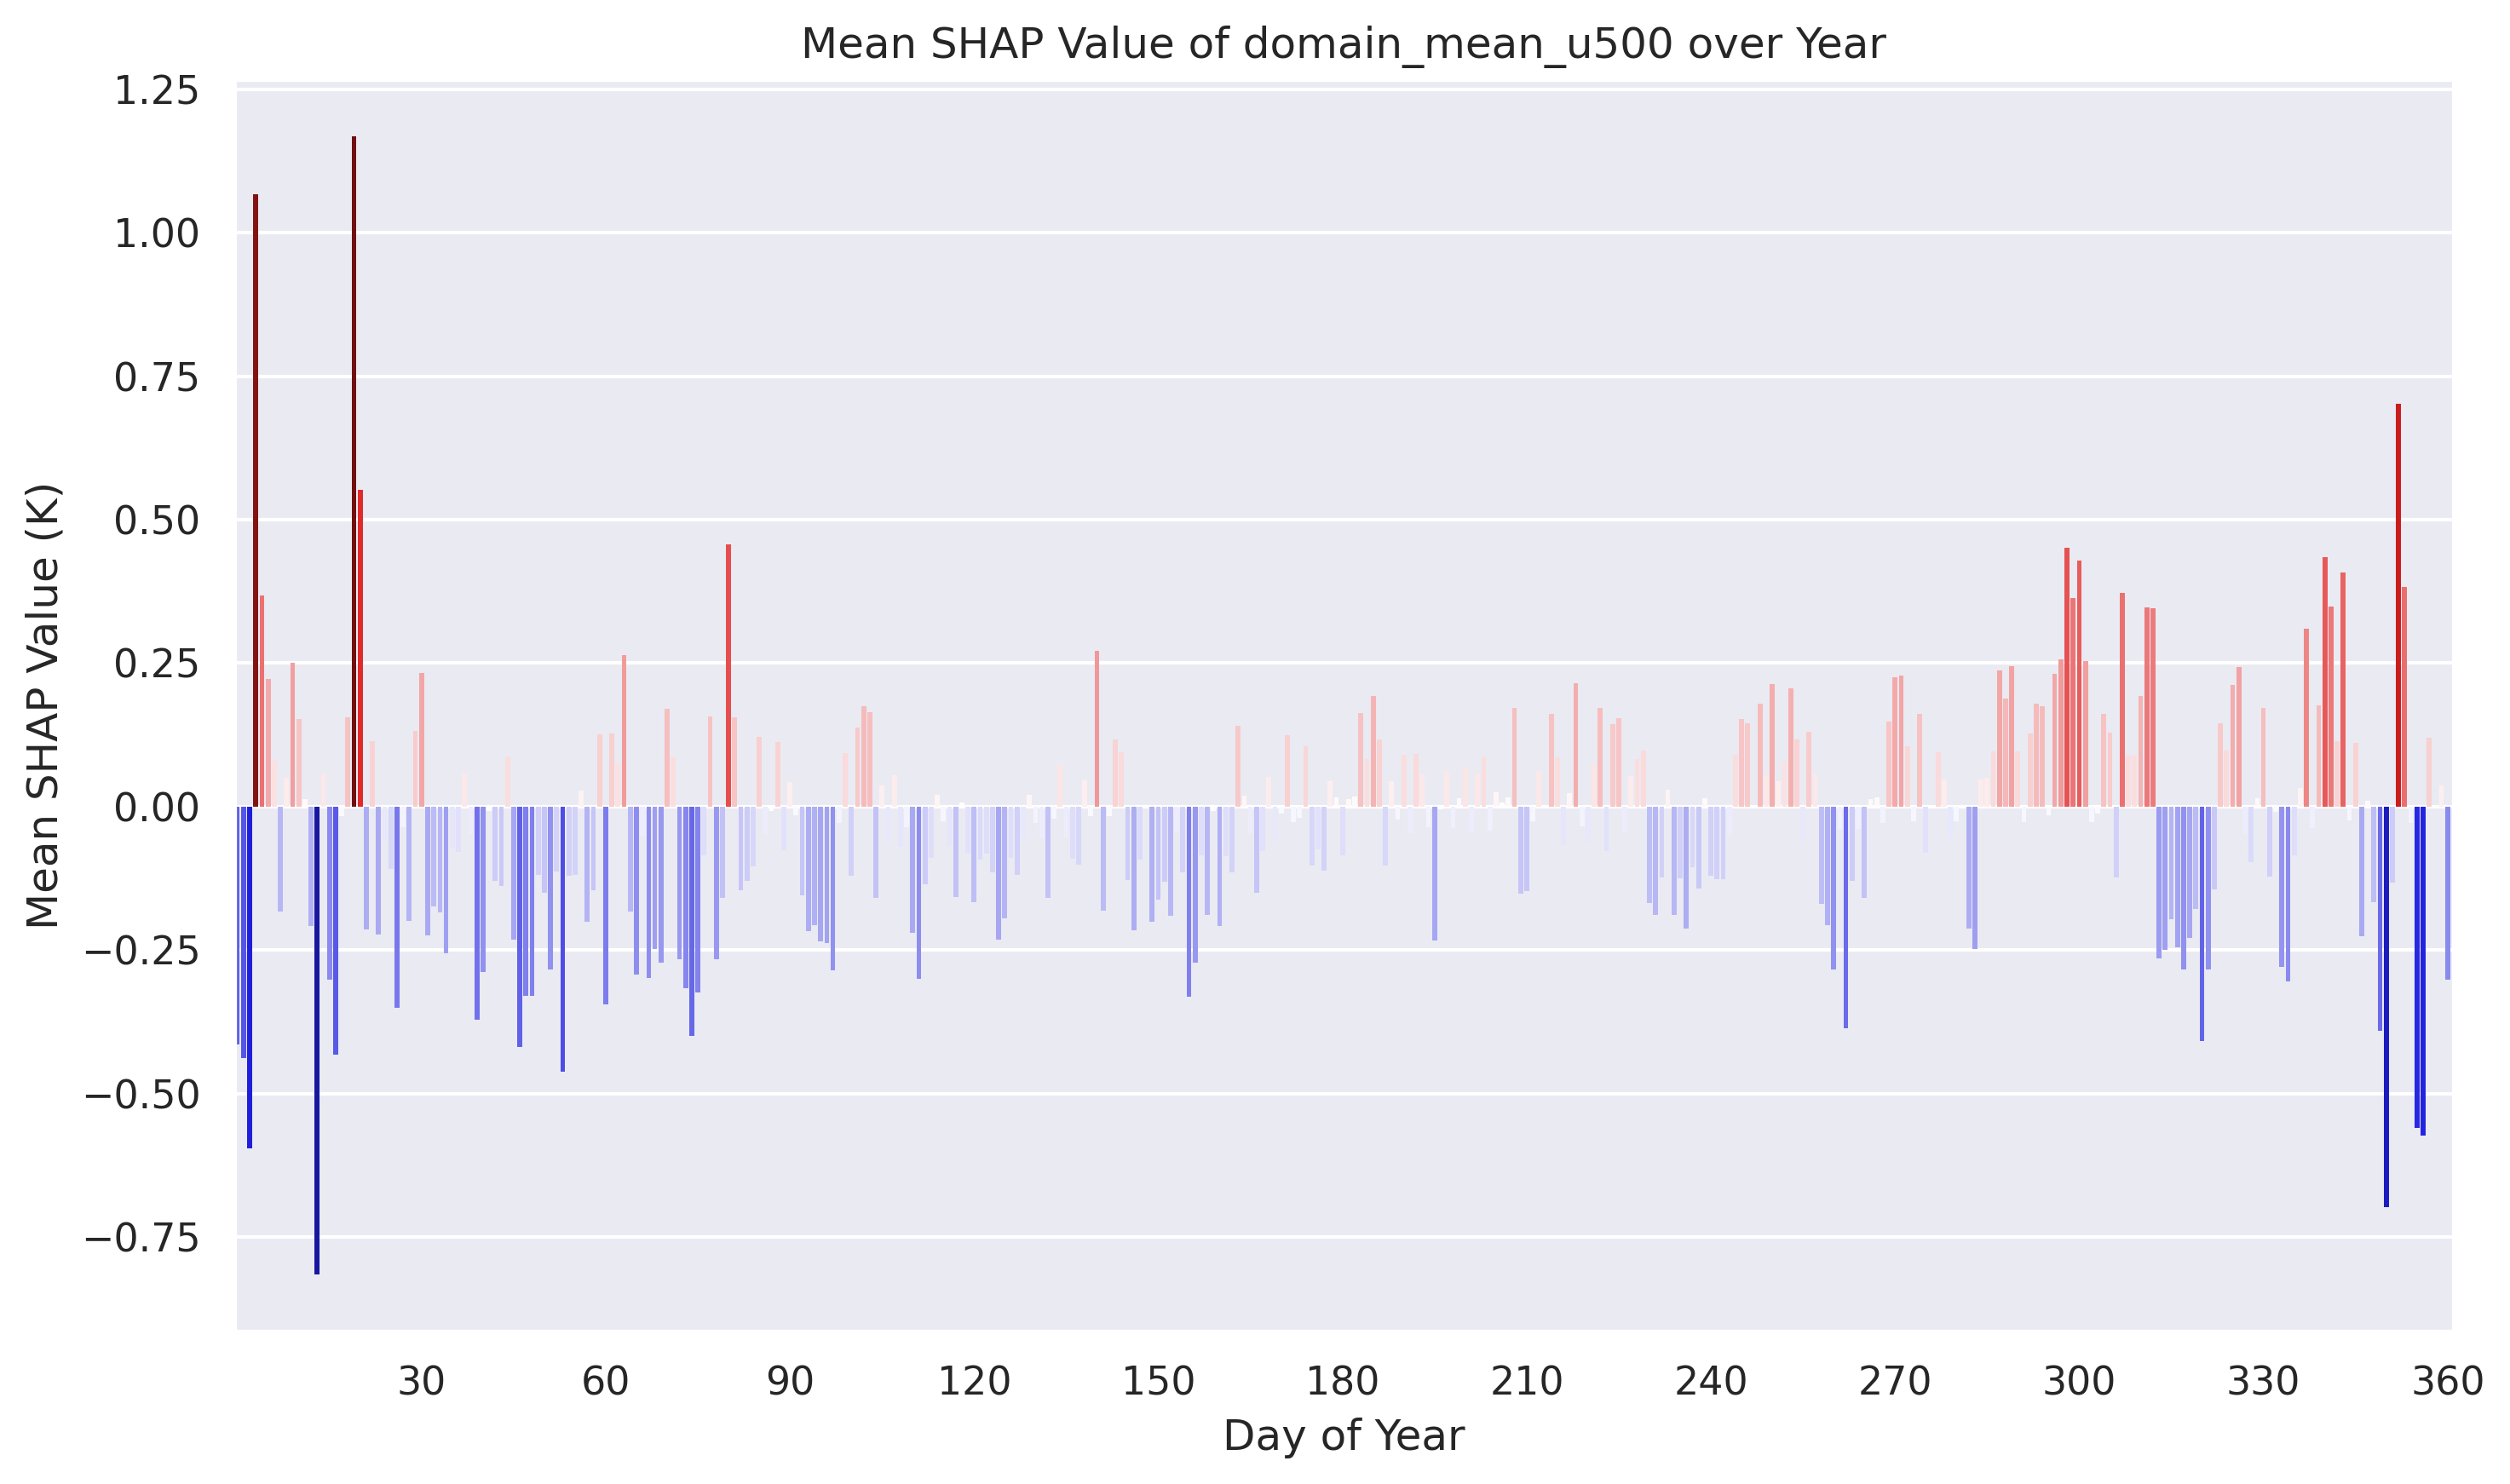 Mean SHAP Value of domain_mean_u500 over Year
1.25
1.00
0.75
0.50
0.25
0.00
−0.25
−0.50
−0.75
Mean SHAP Value (K)
30 60 90 120 150 180 210 240 270 300 330 360
Day of Year